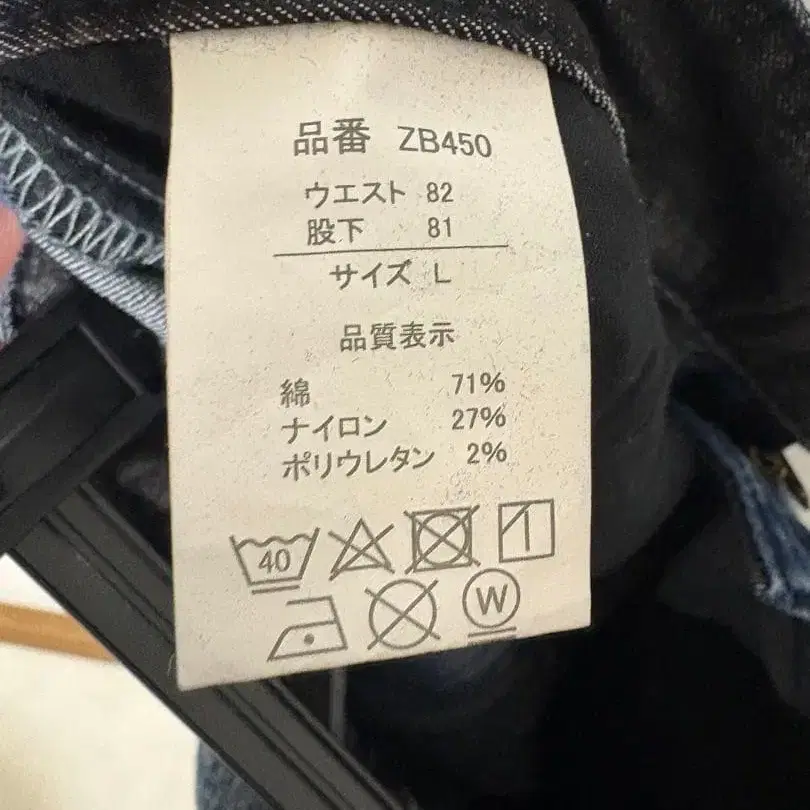 品番 ZB450
ウエスト 82
股下 81
サイズ L
品質表示
綿 71%
ナイロン 27%
ポリウレタン 2%
40
W